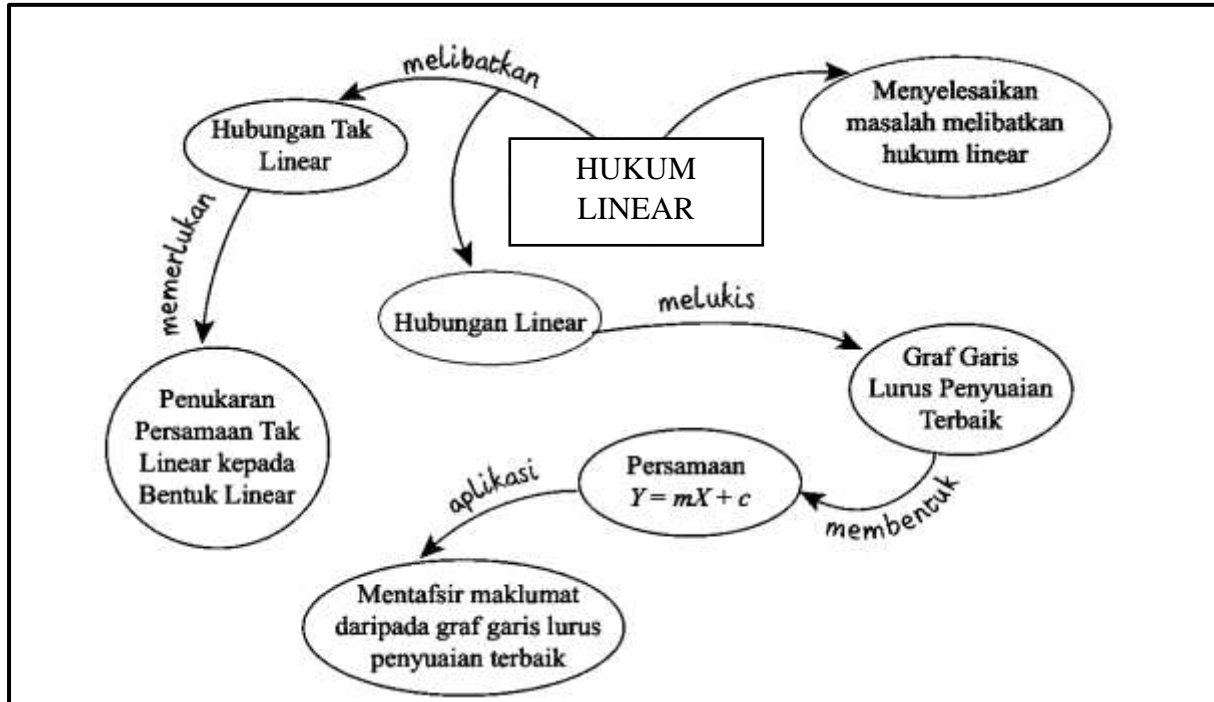 melibatkan
Hubungan Tak
Linear
HUKUM
LINEAR
Menyelesaikan
masalah melibatkan
hukum linear
memerlukan
Hubungan Linear
melukis
Graf Garis
Lurus Penyuaian
Terbaik
Penukaran
Persamaan Tak
Linear kepada
Bentuk Linear
Persamaan
Y = mX + c
membentuk
aplikasi
Mentafsir maklumat
daripada graf garis lurus
penyuaian terbaik